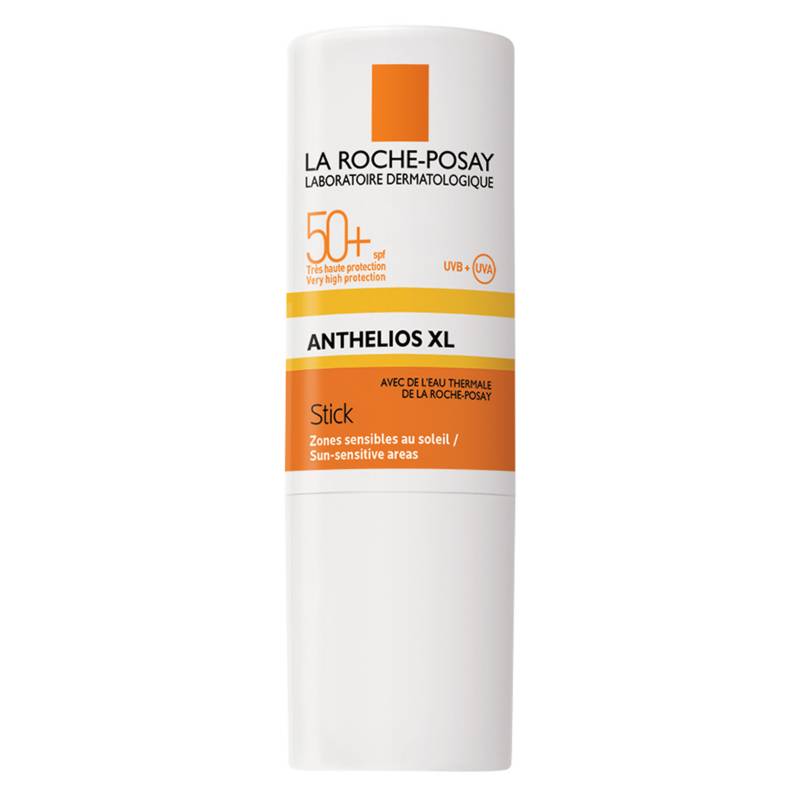 LA ROCHE-POSAY
LABORATOIRE DERMATOLOGIQUE
50+ spf
Très haute protection
Very high protection
UVB + UVA
ANTHELIOS XL
AVEC DE L'EAU THERMALE
DE LA ROCHE-POSAY
Stick
Zones sensibles au soleil /
Sun-sensitive areas